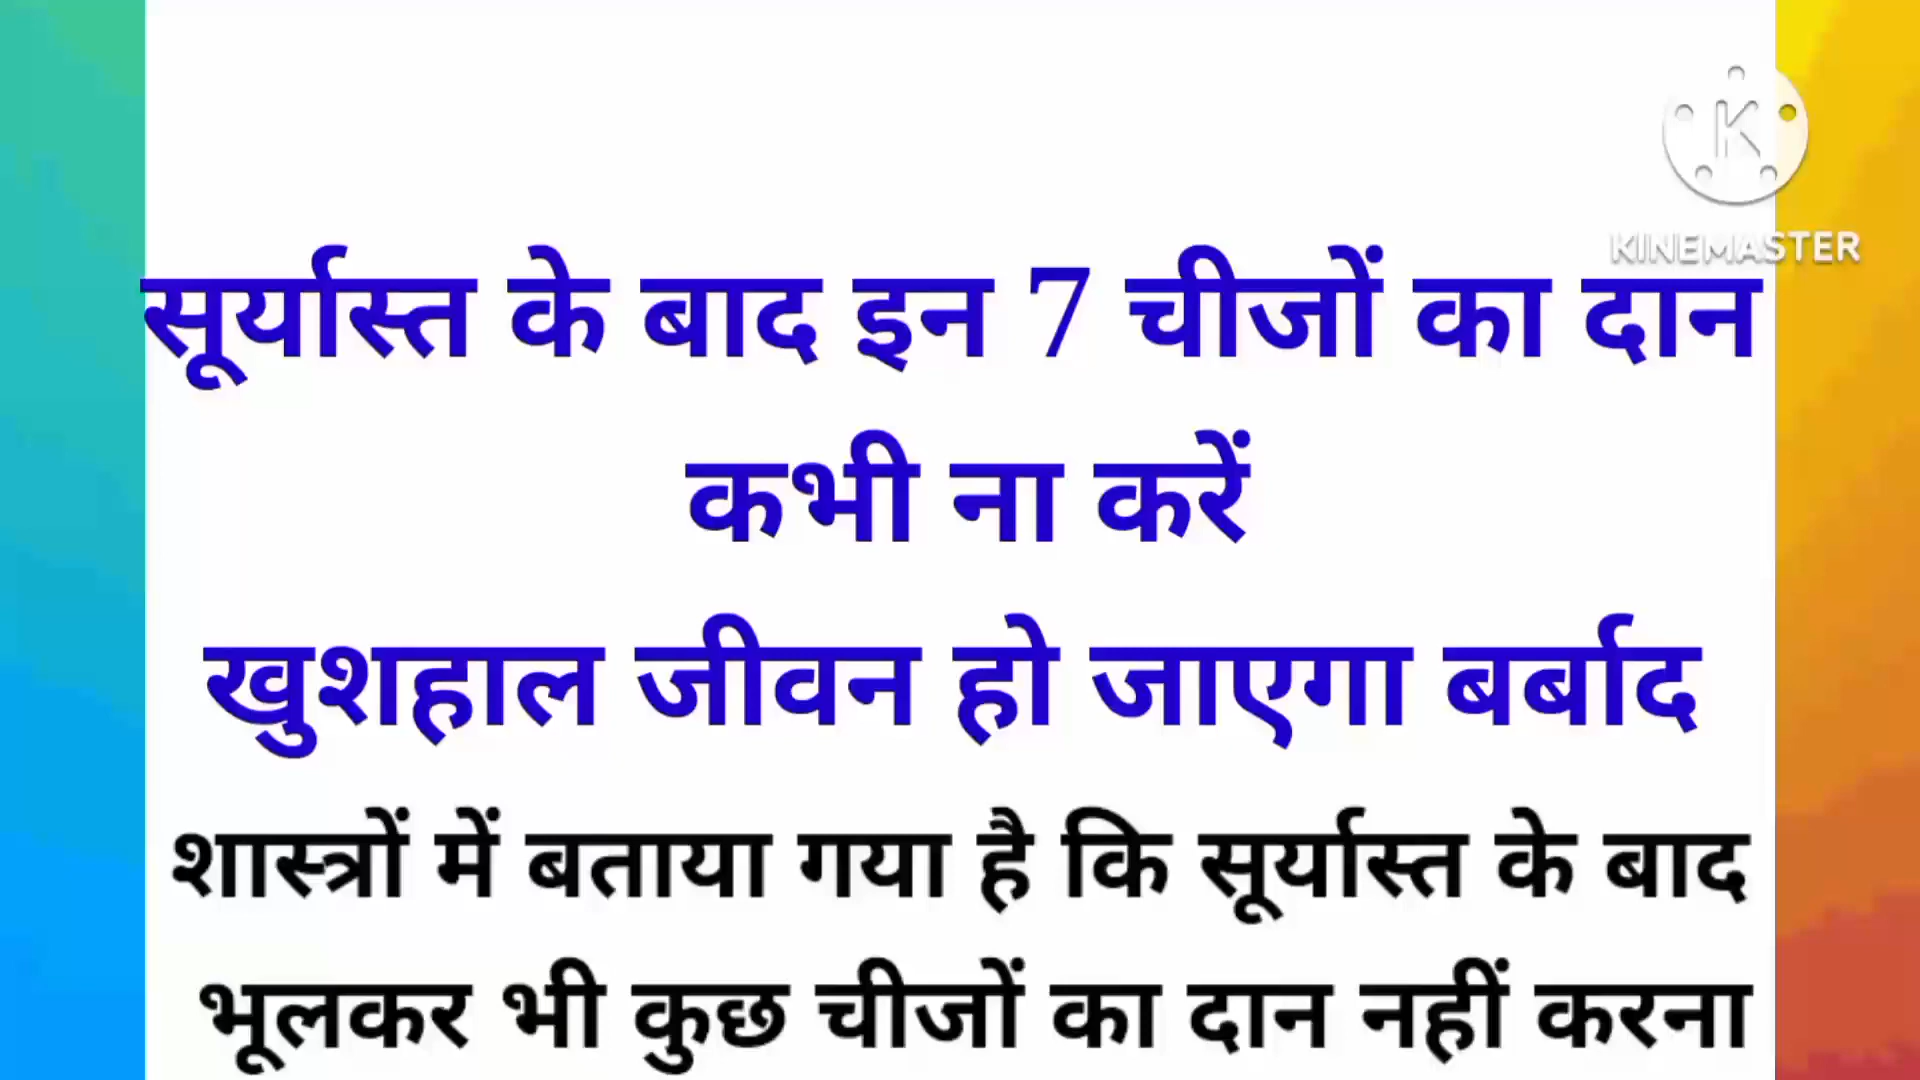 KINEMASTER
सूर्यास्त के बाद इन 7 चीजों का दान
कभी ना करें
खुशहाल जीवन हो जाएगा बर्बाद
शास्त्रों में बताया गया है कि सूर्यास्त के बाद
भूलकर भी कुछ चीजों का दान नहीं करना